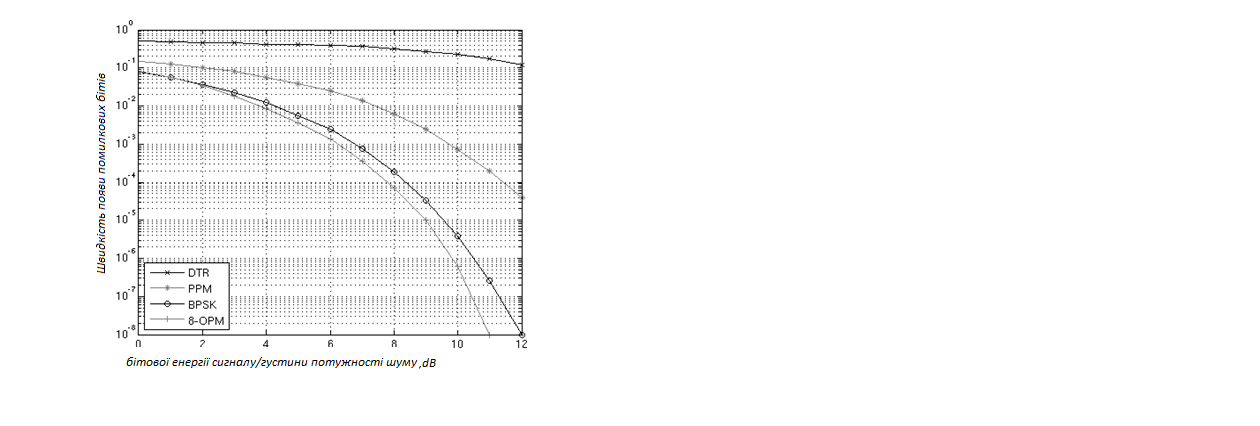 10⁰
10⁻¹
10⁻²
10⁻³
10⁻⁴
10⁻⁵
10⁻⁶
10⁻⁷
10⁻⁸
Швидкість появи помилкових бітів
DTR
PPM
BPSK
8-OPM
0 2 4 6 8 10 12
бітової енергії сигналу/густини потужності шуму ,dB